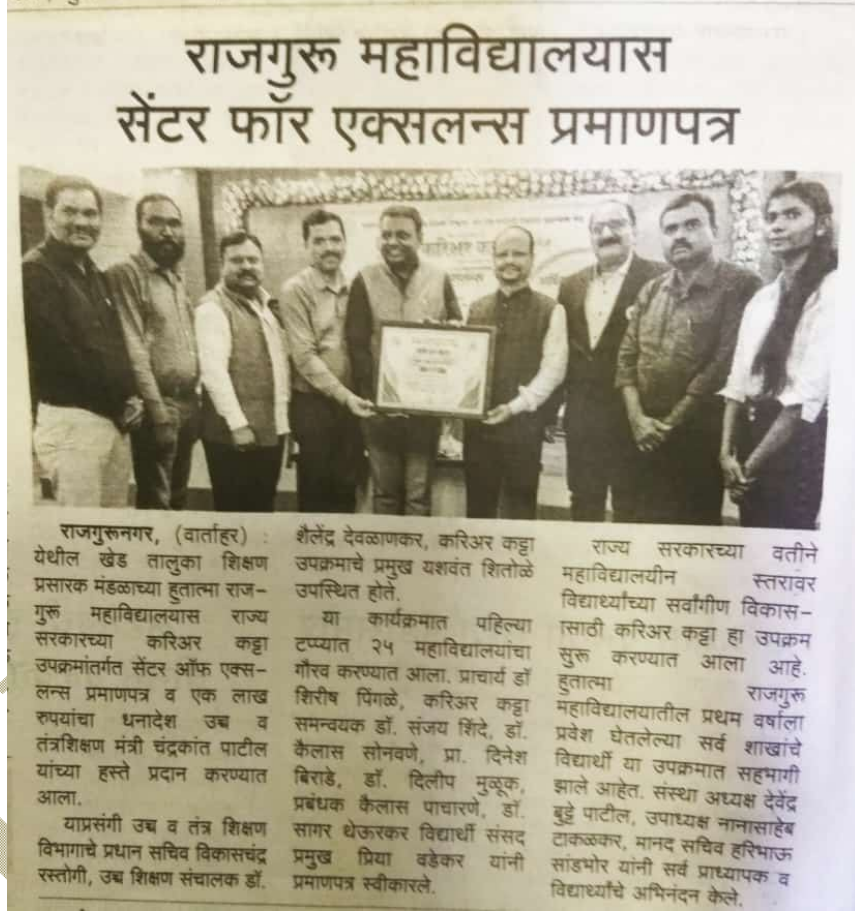 राजगुरू महाविद्यालयास
सेंटर फॉर एक्सलन्स प्रमाणपत्र
करिअर
राजगुरूनगर, (वार्ताहर) :
येथील खेड तालुका शिक्षण
प्रसारक मंडळाच्या हुतात्मा राज-
गुरू महाविद्यालयास राज्य
सरकारच्या करिअर कट्टा
उपक्रमांतर्गत सेंटर ऑफ एक्स-
लन्स प्रमाणपत्र व एक लाख
रुपयांचा धनादेश उच्च व
तंत्रशिक्षण मंत्री चंद्रकांत पाटील
यांच्या हस्ते प्रदान करण्यात
आला.
याप्रसंगी उच्च व तंत्र शिक्षण
विभागाचे प्रधान सचिव विकासचंद्र
रस्तोगी, उच्च शिक्षण संचालक डॉ.
शैलेंद्र देवळाणकर, करिअर कट्टा
उपक्रमाचे प्रमुख यशवंत शितोळे
उपस्थित होते.
या कार्यक्रमात पहिल्या
टप्प्यात २५ महाविद्यालयांचा
गौरव करण्यात आला. प्राचार्य डॉ
शिरीष पिंगळे, करिअर कट्टा
समन्वयक डॉ. संजय शिंदे, डॉ.
कैलास सोनवणे, प्रा. दिनेश
बिराडे, डॉ. दिलीप मुळूक,
प्रबंधक कैलास पाचारणे, डॉ.
सागर थेऊरकर विद्यार्थी संसद
प्रमुख प्रिया वडेकर यांनी
प्रमाणपत्र स्वीकारले.
राज्य सरकारच्या वतीने
महाविद्यालयीन स्तरावर
विद्यार्थ्यांच्या सर्वांगीण विकास-
ासाठी करिअर कट्टा हा उपक्रम
सुरू करण्यात आला आहे.
हुतात्मा राजगुरू
महाविद्यालयातील प्रथम वर्षाला
प्रवेश घेतलेल्या सर्व शाखांचे
विद्यार्थी या उपक्रमात सहभागी
झाले आहेत. संस्था अध्यक्ष देवेंद्र
बुट्टे पाटील, उपाध्यक्ष नानासाहेब
टाकळकर, मानद सचिव हरिभाऊ
सांडभोर यांनी सर्व प्राध्यापक व
विद्यार्थ्यांचे अभिनंदन केले.